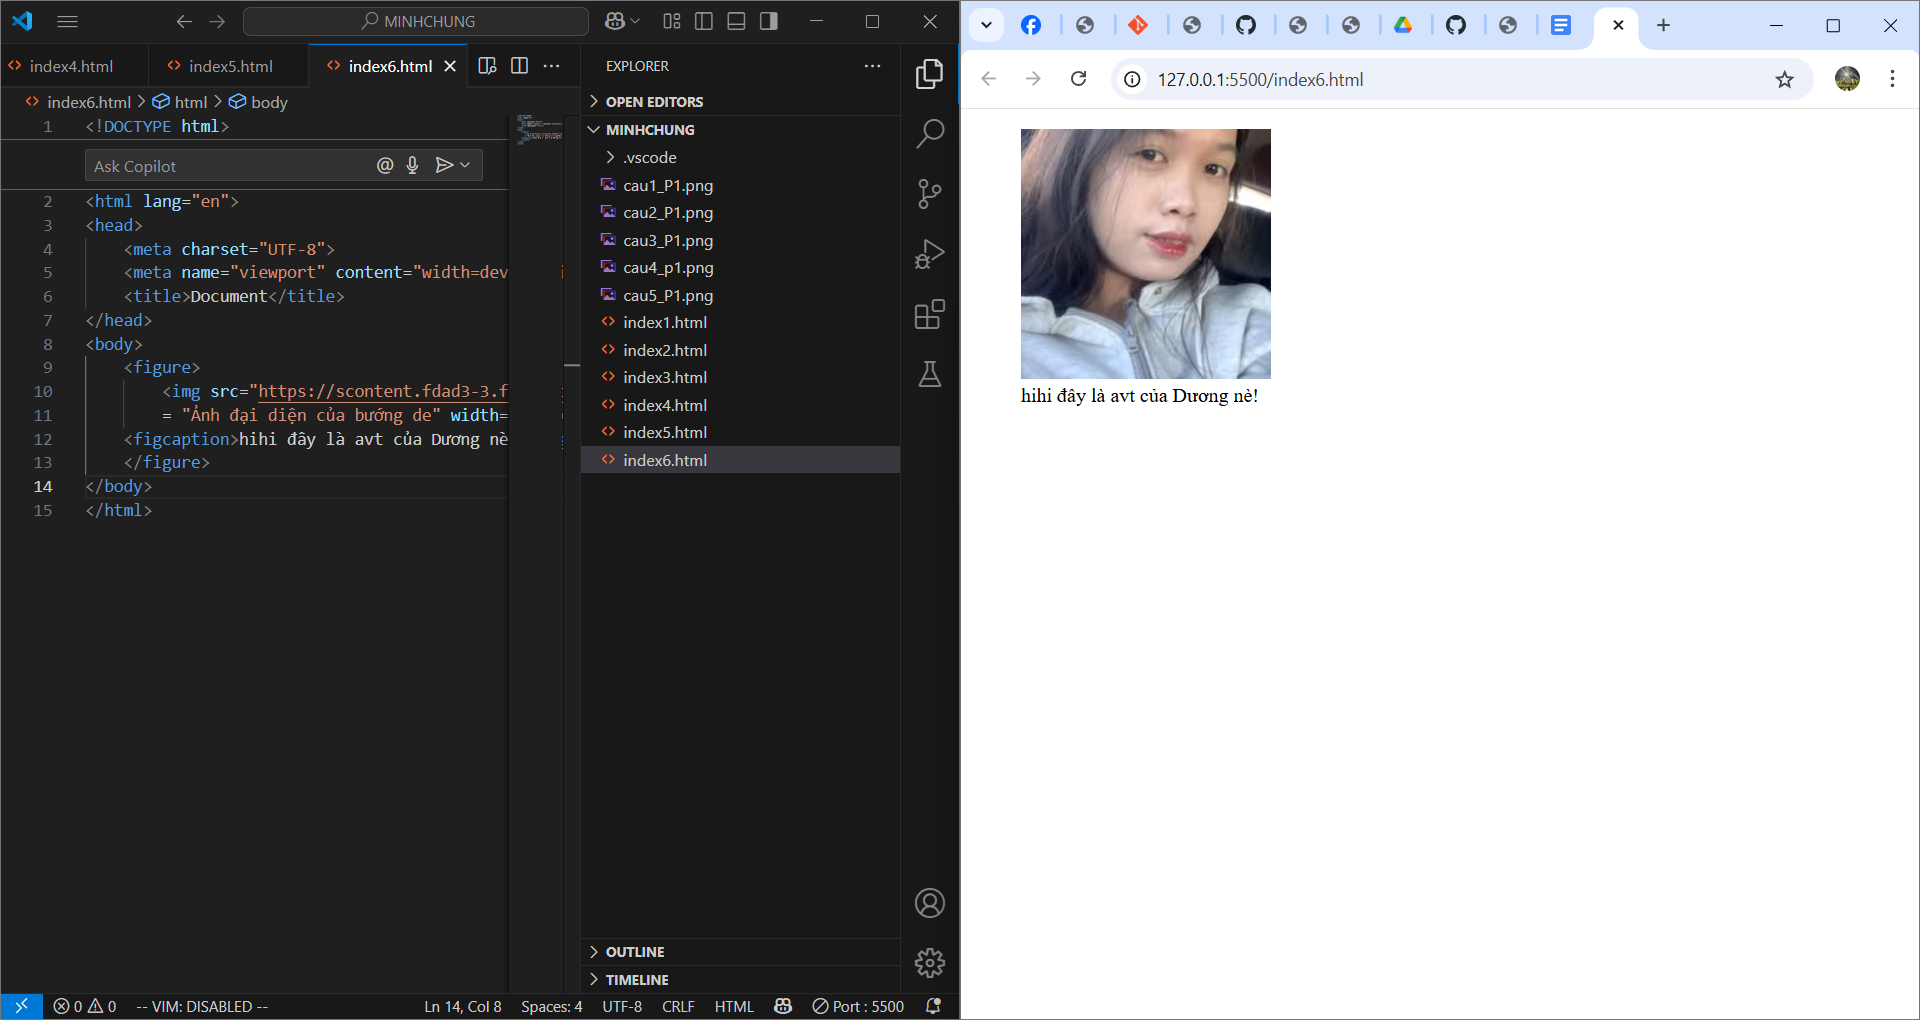 MINHCHUNG
index4.html
index5.html
index6.html
index6.html > html > body
1 <!DOCTYPE html>
Ask Copilot
2 <html lang="en">
3 <head>
4 <meta charset="UTF-8">
5 <meta name="viewport" content="width=dev
6 <title>Document</title>
7 </head>
8 <body>
9 <figure>
10 <img src="https://scontent.fdad3-3.f
11 = "Ảnh đại diện của bướng de" width=
12 <figcaption>hihi đây là avt của Dương nè
13 </figure>
14 </body>
15 </html>
EXPLORER
OPEN EDITORS
MINHCHUNG
.vscode
cau1_P1.png
cau2_P1.png
cau3_P1.png
cau4_p1.png
cau5_P1.png
index1.html
index2.html
index3.html
index4.html
index5.html
index6.html
OUTLINE
TIMELINE
0 0 -- VIM: DISABLED -- Ln 14, Col 8 Spaces: 4 UTF-8 CRLF HTML Port : 5500
127.0.0.1:5500/index6.html
hihi đây là avt của Dương nè!